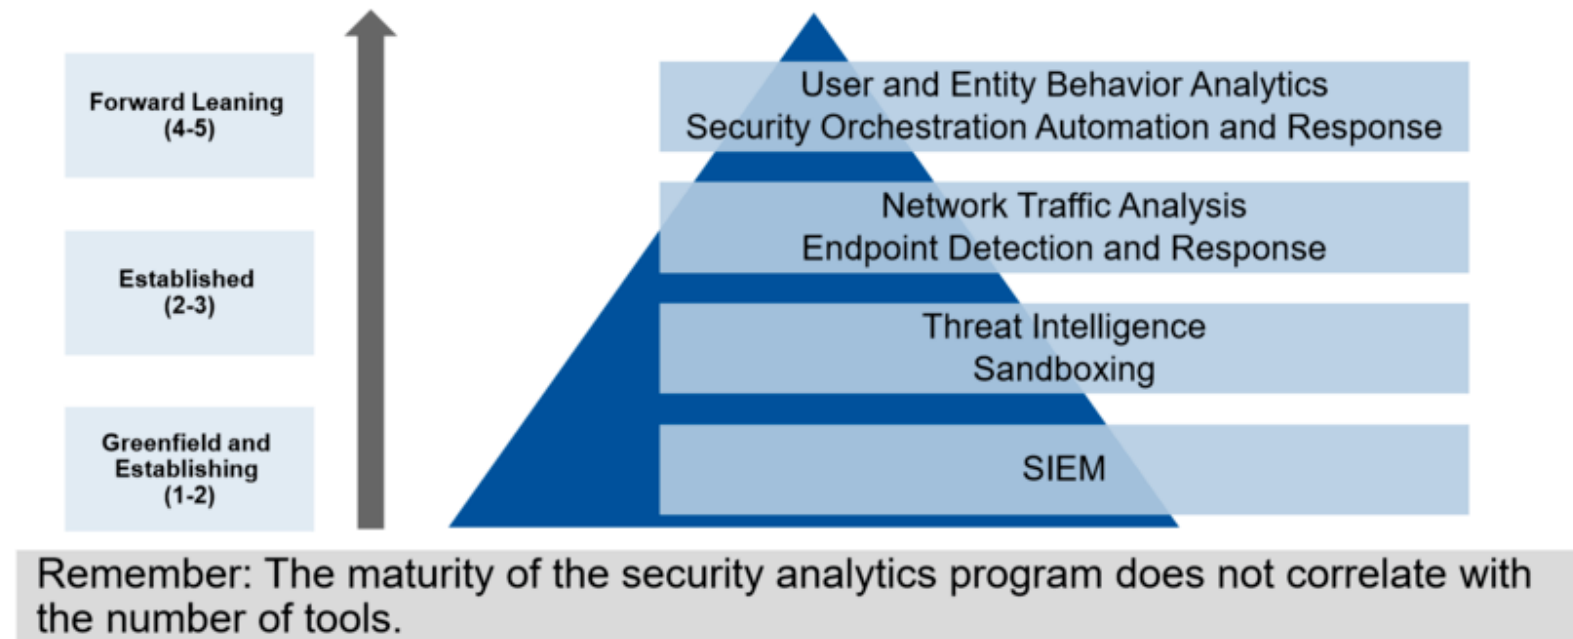 Forward Leaning
(4-5)
Established
(2-3)
Greenfield and
Establishing
(1-2)
User and Entity Behavior Analytics
Security Orchestration Automation and Response
Network Traffic Analysis
Endpoint Detection and Response
Threat Intelligence
Sandboxing
SIEM
Remember: The maturity of the security analytics program does not correlate with
the number of tools.